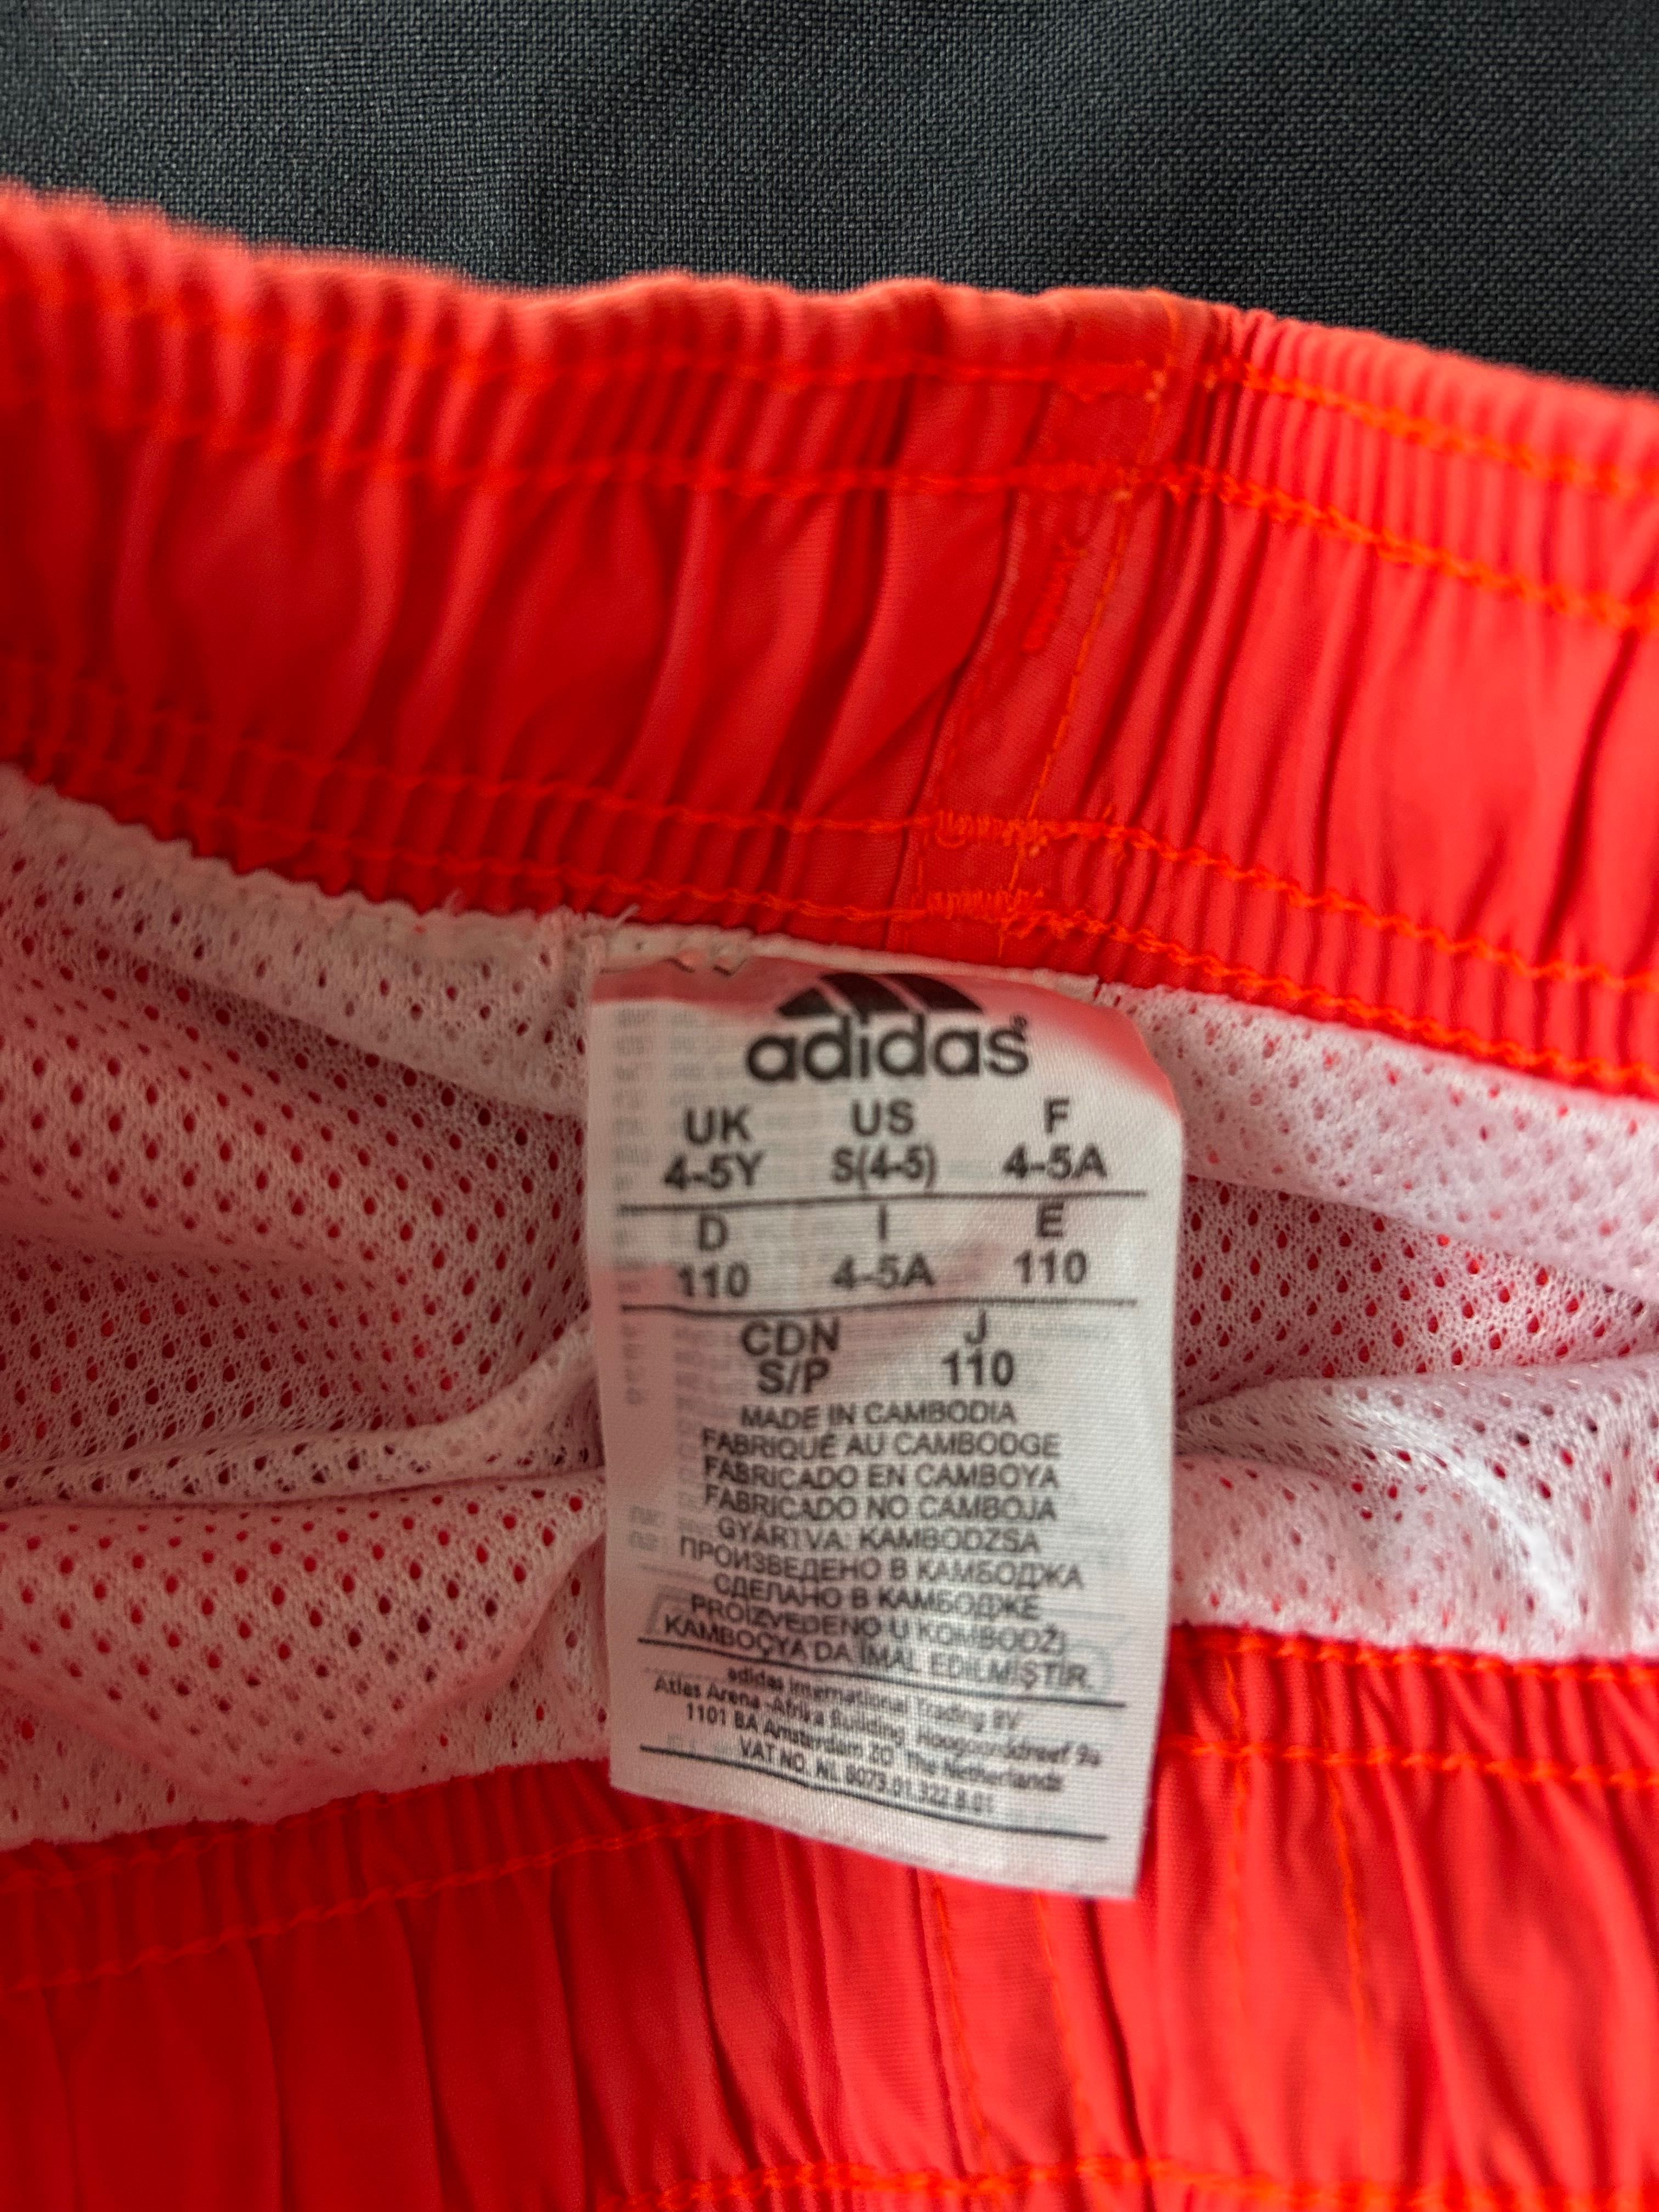 adidas®
UK US F
4-5Y S(4-5) 4-5A
D I E
110 4-5A 110
CDN J
S/P 110
MADE IN CAMBODIA
FABRIQUÉ AU CAMBODGE
FABRICADO EN CAMBOYA
FABRICADO NO CAMBOJA
GYÁRTVA: KAMBODZSA
ПРОИЗВЕДЕНО В КАМБОДЖА
СДЕЛАНО В КАМБОДЖЕ
PROIZVEDENO U KOMBODŽI
KAMBOÇYA'DA İMAL EDİLMİŞTİR.
adidas International Trading BV
Atlas Arena -Afrika Building, Hoogoorddreef 9a
1101 BA Amsterdam ZO The Netherlands
VAT NO. NL 8073.01.322.B.01